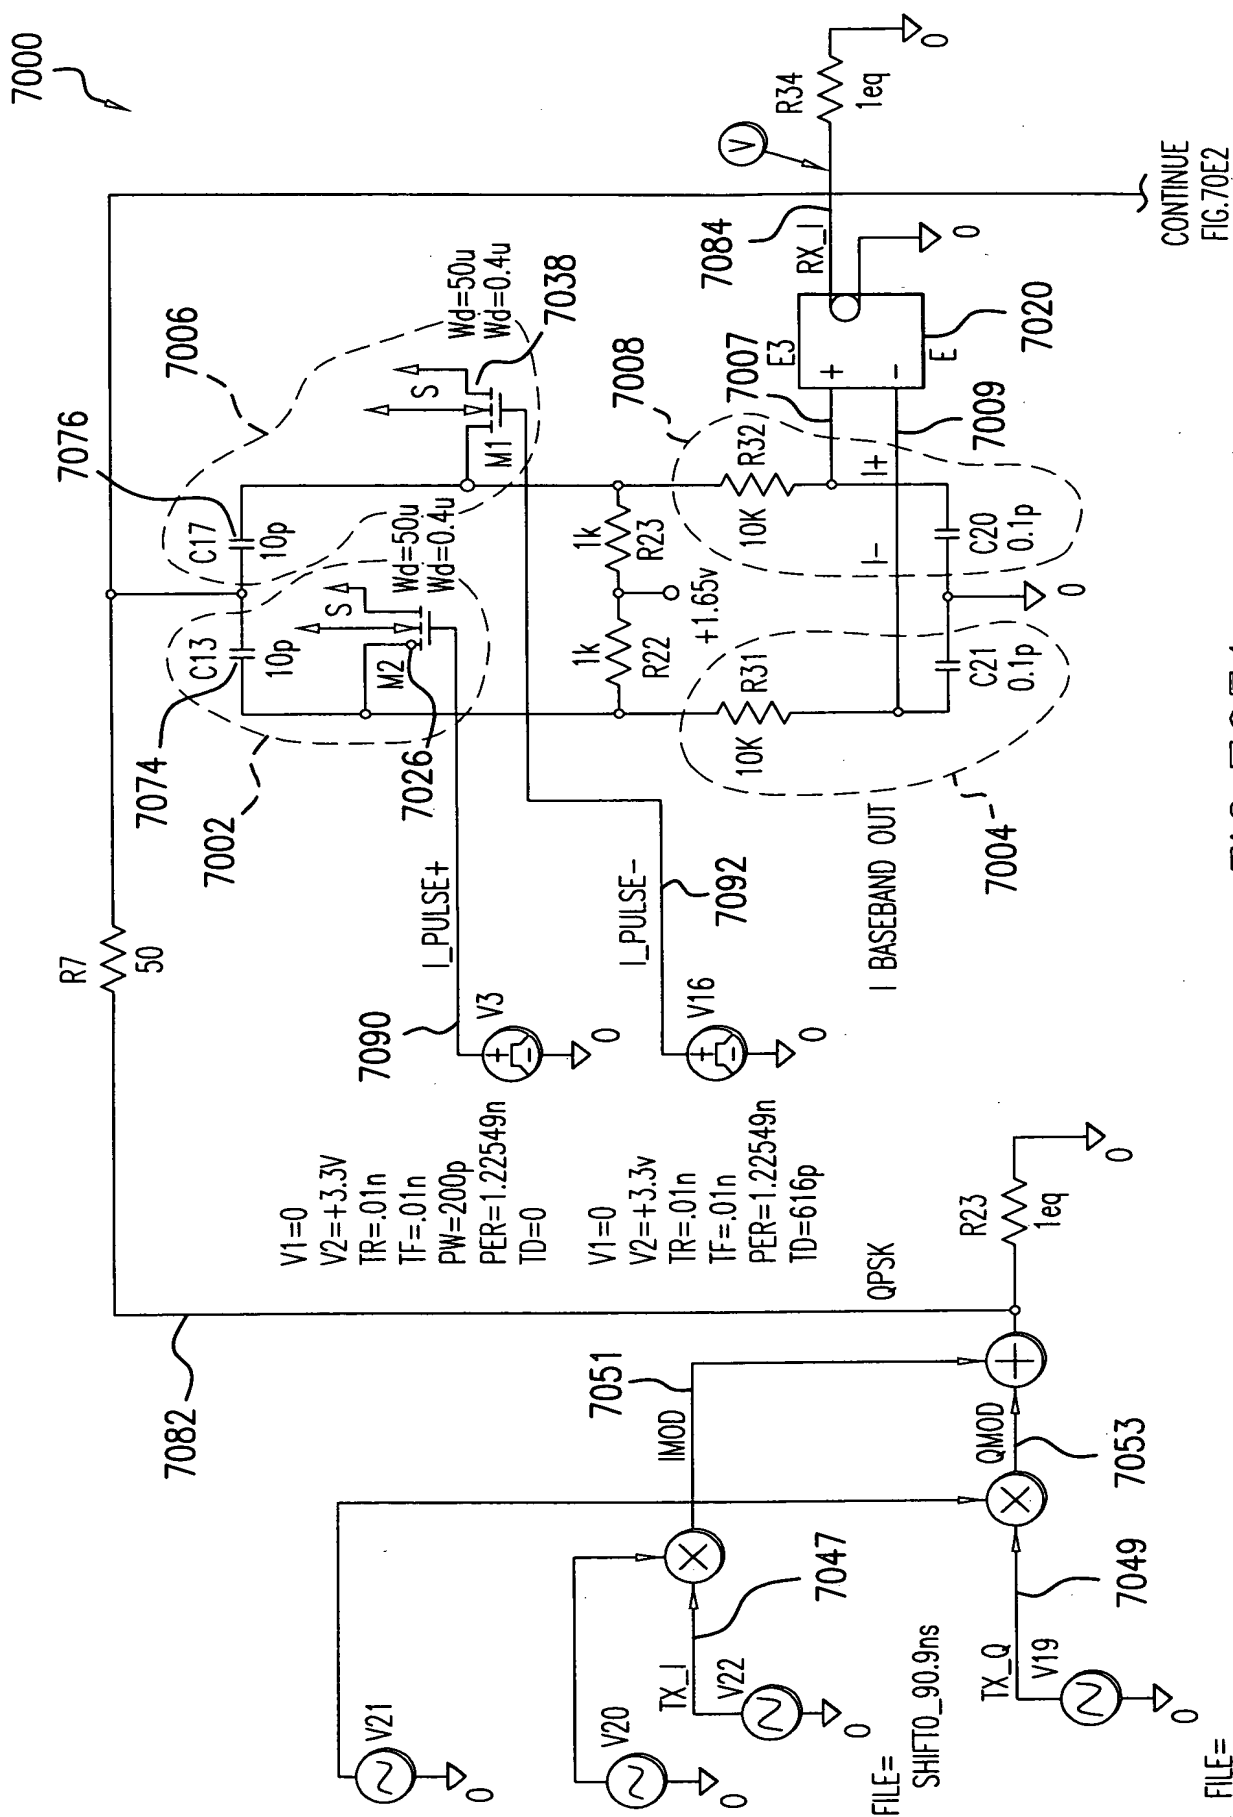 7000
7082
R7
50
7074
7076
7002
7006
C13
10p
C17
10p
S
M2
7026
Wd=50u
Wd=0.4u
S
M1
7038
Wd=50u
Wd=0.4u
7090
I_PULSE+
V3
0
V1=0
V2=+3.3V
TR=.01n
TF=.01n
PW=200p
PER=1.22549n
TD=0
I_PULSE-
7092
V16
0
V1=0
V2=+3.3v
TR=.01n
TF=.01n
PER=1.22549n
TD=616p
1k
R22
1k
R23
+1.65v
R31
10K
R32
10K
I-
I+
C21
0.1p
C20
0.1p
0
7004
7008
7007
7009
I BASEBAND OUT
E3
+
-
E
7020
0
RX_I
7084
V
R34
1eq
0
CONTINUE
FIG.70E2
V21
0
V20
0
TX_I
V22
0
FILE=
SHIFT0_90.9ns
7047
7051
IMOD
TX_Q
V19
0
FILE=
7049
QMOD
7053
QPSK
R23
1eq
0